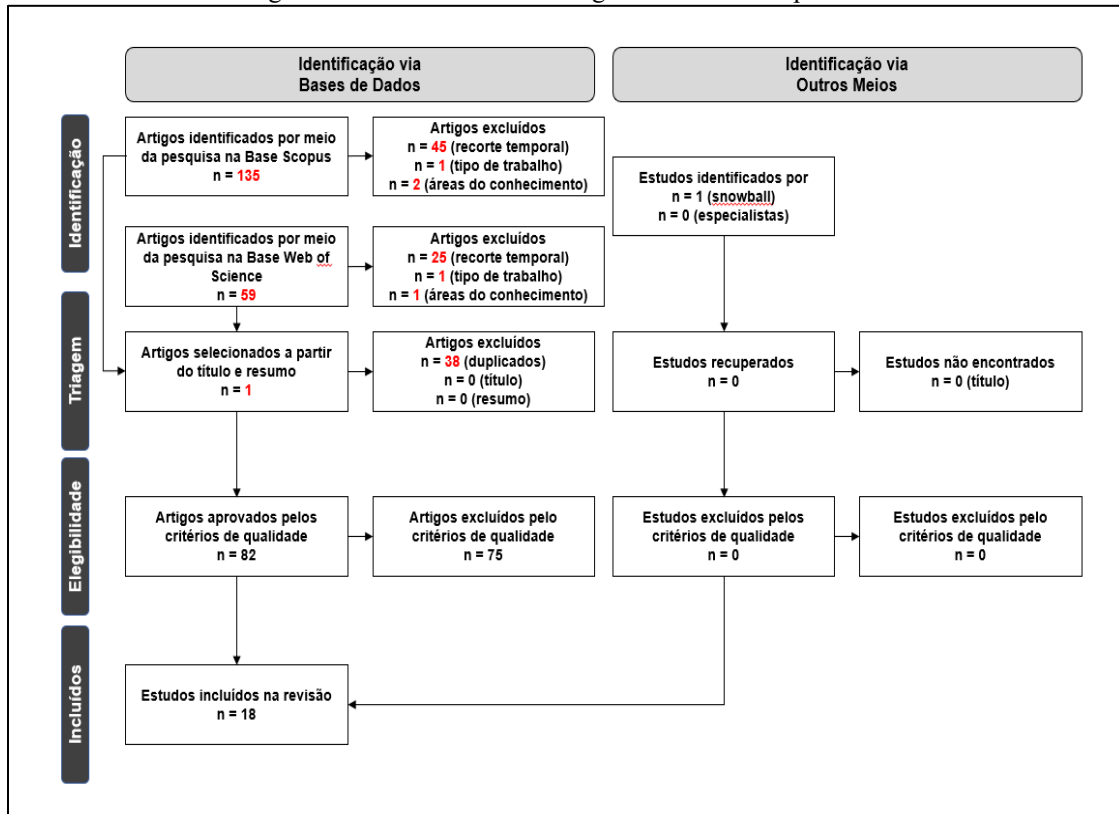 Identificação via
Bases de Dados
Identificação via
Outros Meios
Identificação
Artigos identificados por meio
da pesquisa na Base Scopus
n = 135
Artigos excluídos
n = 45 (recorte temporal)
n = 1 (tipo de trabalho)
n = 2 (áreas do conhecimento)
Estudos identificados por
n = 1 (snowball)
n = 0 (especialistas)
Artigos identificados por meio
da pesquisa na Base Web of
Science
n = 59
Artigos excluídos
n = 25 (recorte temporal)
n = 1 (tipo de trabalho)
n = 1 (áreas do conhecimento)
Triagem
Artigos selecionados a partir
do título e resumo
n = 1
Artigos excluídos
n = 38 (duplicados)
n = 0 (título)
n = 0 (resumo)
Estudos recuperados
n = 0
Estudos não encontrados
n = 0 (título)
Elegibilidade
Artigos aprovados pelos
critérios de qualidade
n = 82
Artigos excluídos pelo
critérios de qualidade
n = 75
Estudos excluídos pelos
critérios de qualidade
n = 0
Estudos excluídos pelo
critérios de qualidade
n = 0
Incluídos
Estudos incluídos na revisão
n = 18